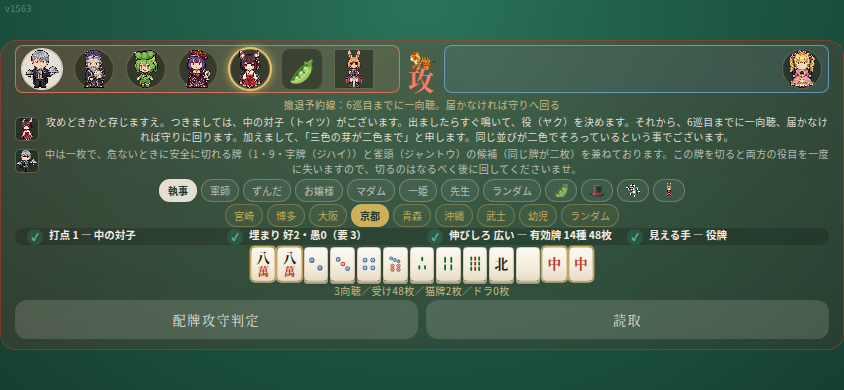 v1563
攻
撤退予約線：6巡目までに一向聴。届かなければ守りへ回る
攻めどきかと存じますえ。つきましては、中の対子（トイツ）がございます。出ましたらすぐ鳴いて、役（ヤク）を決めます。それから、6巡目までに一向聴、届かなけ
れば守りに回ります。加えまして、「三色の芽が二色まで」と申します。同じ並びが二色でそろっているという事でございます。
中は一枚で、危ないときに安全に切れる牌（1・9・字牌（ジハイ））と雀頭（ジャントウ）の候補（同じ牌が二枚）を兼ねております。この牌を切ると両方の役目を一度
に失いますので、切るのはなるべく後に回してくださいませ。
執事 軍師 ずんだ お嬢様 マダム 一姫 先生 ランダム
宮崎 博多 大阪 京都 青森 沖縄 武士 幼児 ランダム
打点 1 — 中の対子 埋まり 好2・愚0（要 3） 伸びしろ 広い — 有効牌 14種 48枚 見える手 — 役牌
八萬 八萬 北 中 中
3向聴／受け48枚／猫牌2枚／ドラ0枚
配牌攻守判定 読取